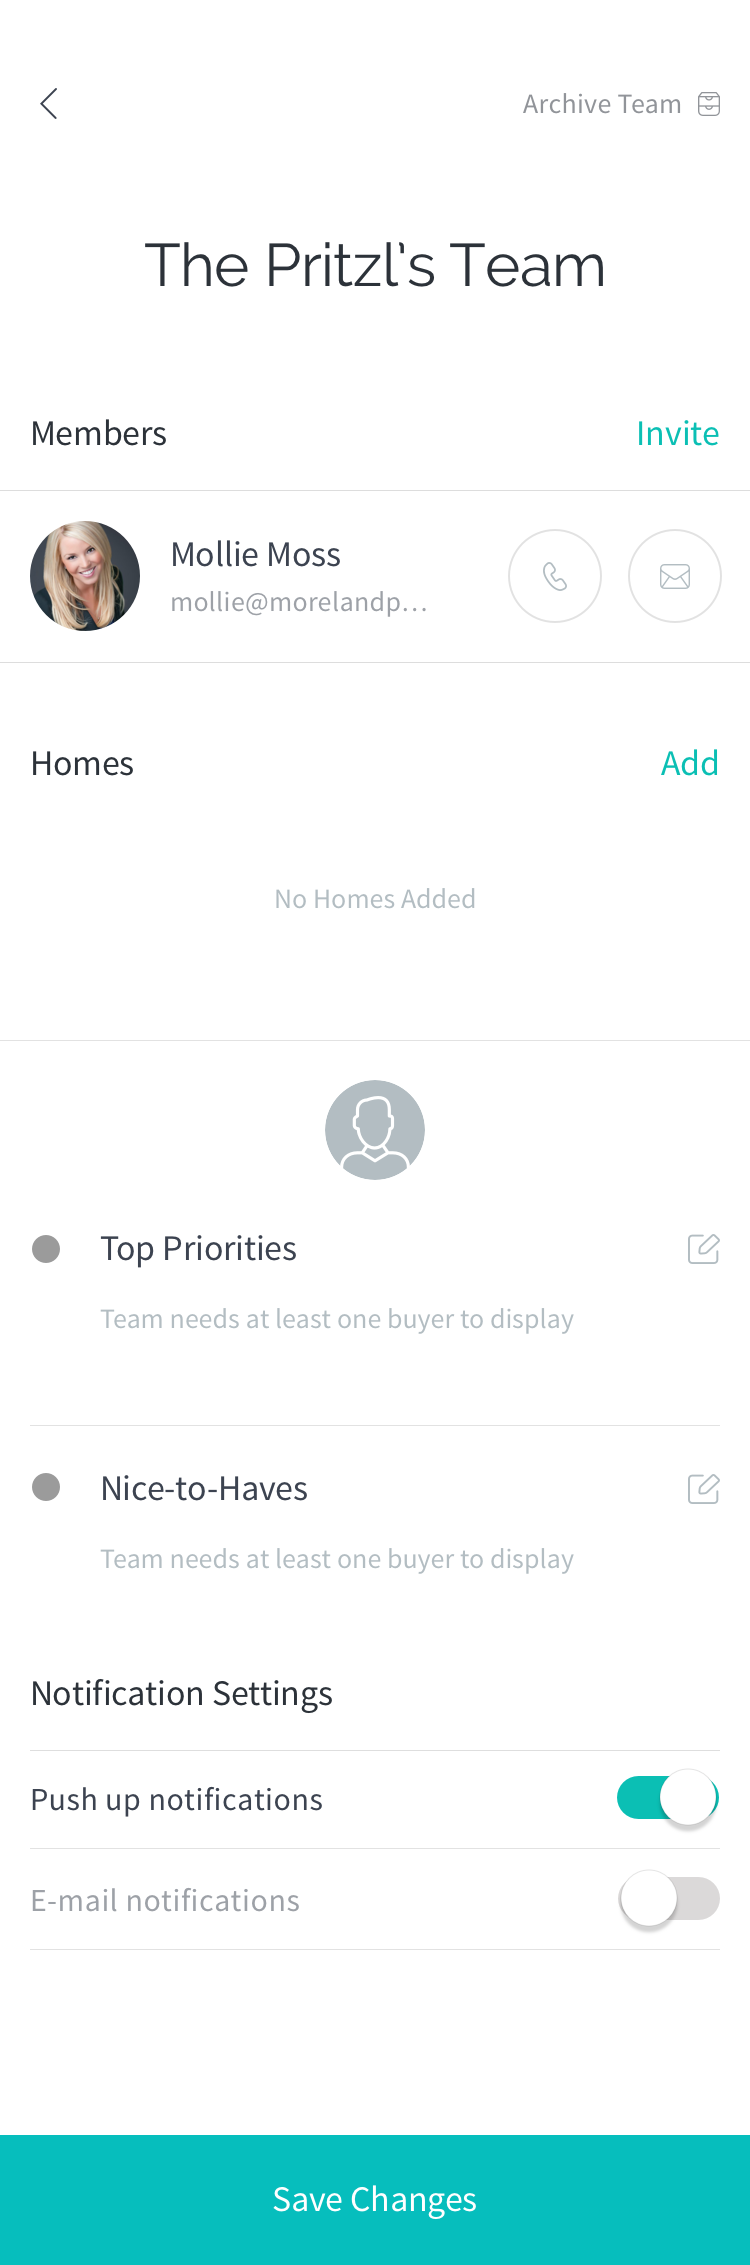 Archive Team
The Pritzl's Team
Members
Invite
Mollie Moss
mollie@morelandp...
Homes
Add
No Homes Added
Top Priorities
Team needs at least one buyer to display
Nice-to-Haves
Team needs at least one buyer to display
Notification Settings
Push up notifications
E-mail notifications
Save Changes